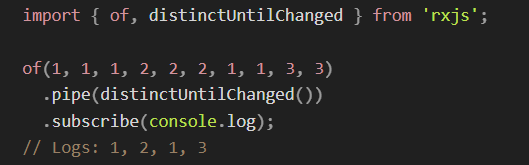 import { of, distinctUntilChanged } from 'rxjs';
of(1, 1, 1, 2, 2, 2, 1, 1, 3, 3)
.pipe(distinctUntilChanged())
.subscribe(console.log);
// Logs: 1, 2, 1, 3